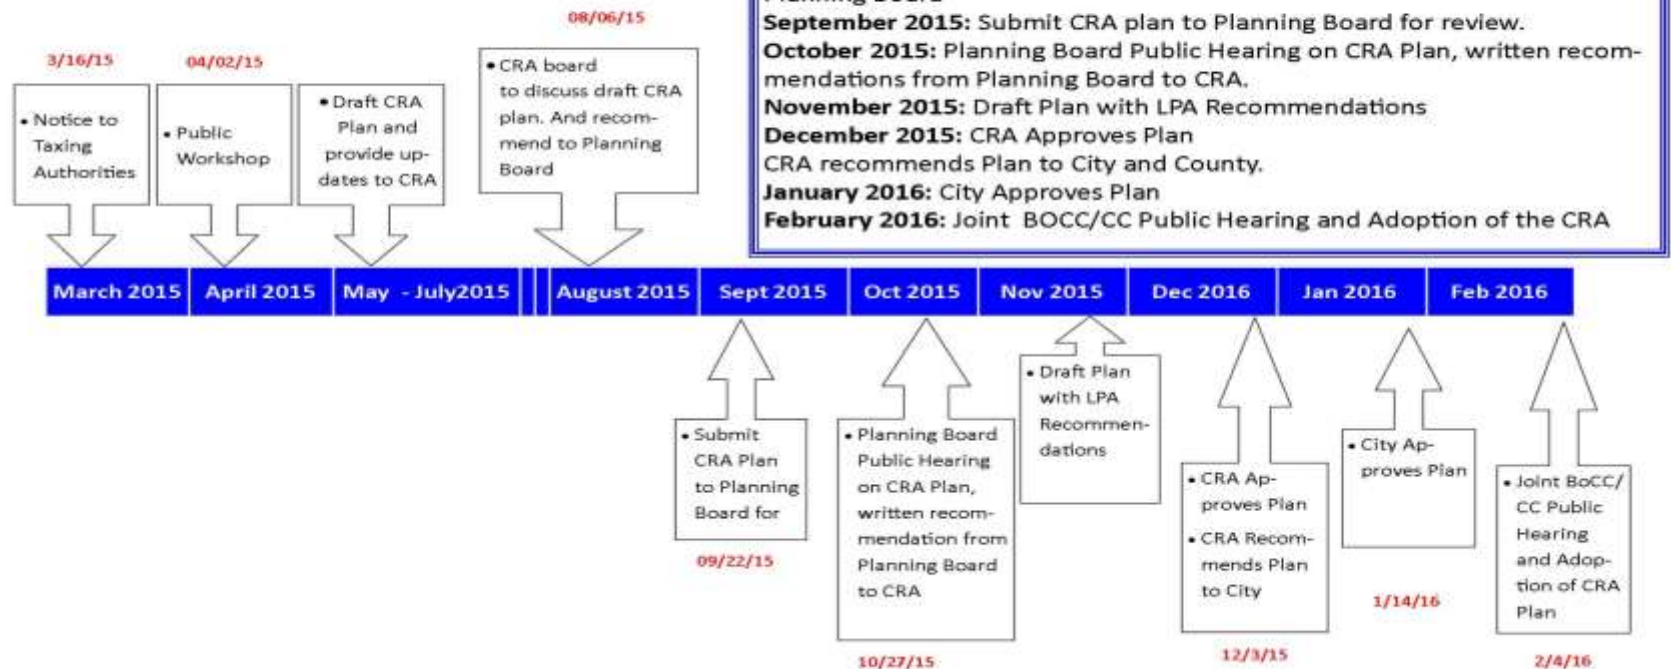 Planning Board
September 2015: Submit CRA plan to Planning Board for review.
October 2015: Planning Board Public Hearing on CRA Plan, written recom-
mendations from Planning Board to CRA.
November 2015: Draft Plan with LPA Recommendations
December 2015: CRA Approves Plan
CRA recommends Plan to City and County.
January 2016: City Approves Plan
February 2016: Joint BOCC/CC Public Hearing and Adoption of the CRA
3/16/15
• Notice to
Taxing
Authorities
04/02/15
• Public
Workshop
• Draft CRA
Plan and
provide up-
dates to CRA
08/06/15
• CRA board
to discuss draft CRA
plan. And recom-
mend to Planning
Board
March 2015
April 2015
May - July2015
August 2015
Sept 2015
Oct 2015
Nov 2015
Dec 2016
Jan 2016
Feb 2016
• Submit
CRA Plan
to Planning
Board for
09/22/15
• Planning Board
Public Hearing
on CRA Plan,
written recom-
mendation from
Planning Board
to CRA
10/27/15
• Draft Plan
with LPA
Recommen-
dations
• CRA Ap-
proves Plan
• CRA Recom-
mends Plan
to City
12/3/15
• City Ap-
proves Plan
1/14/16
• Joint BoCC/
CC Public
Hearing
and Adop-
tion of CRA
Plan
2/4/16